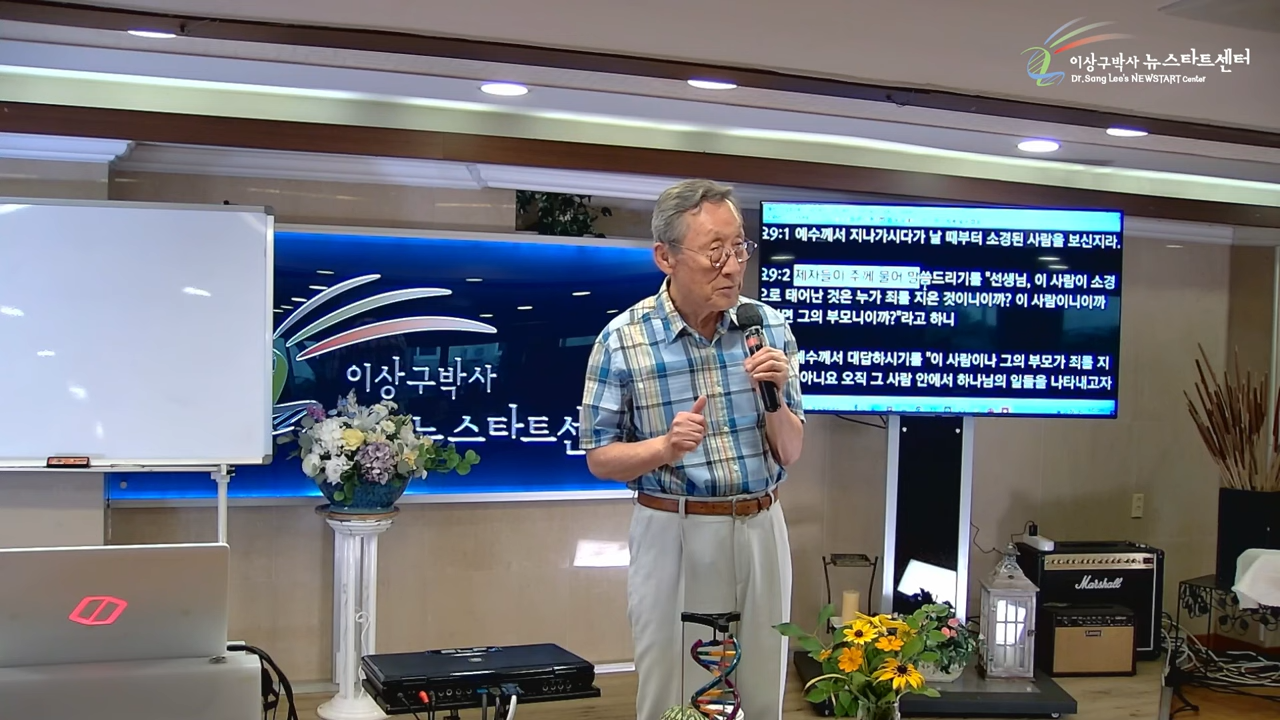 이상구박사 뉴스타트센터
Dr. Sang Lee's NEWSTART Center
29:1 예수께서 지나가시다가 날 때부터 소경된 사람을 보신지라.
29:2 제자들이 주께 물어 말씀드리기를 "선생님, 이 사람이 소경
으로 태어난 것은 누가 죄를 지은 것이니이까? 이 사람이니이까
그의 부모니이까?"라고 하니
예수께서 대답하시기를 "이 사람이나 그의 부모가 죄를 지
아니요 오직 그 사람 안에서 하나님의 일들을 나타내고자
이상구박사
뉴스타트센
Marshall
Laney